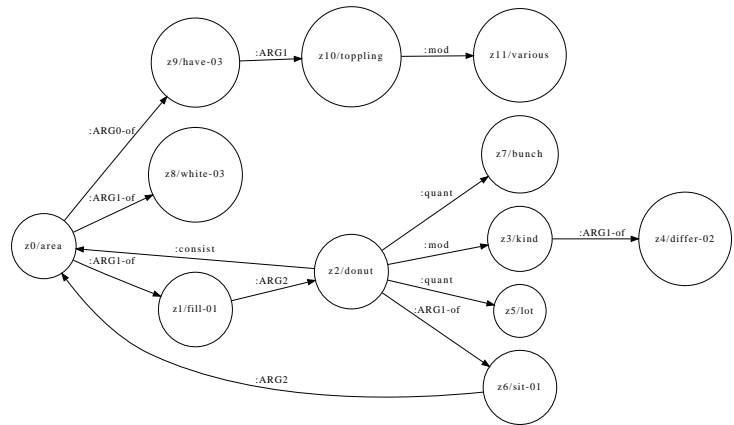 z9/have-03
:ARG1
z10/toppling
:mod
z11/various
:ARG0-of
z8/white-03
:ARG1-of
z7/bunch
:quant
z0/area
:consist
:ARG1-of
z1/fill-01
:ARG2
z2/donut
:mod
z3/kind
:ARG1-of
z4/differ-02
:quant
z5/lot
:ARG1-of
z6/sit-01
:ARG2